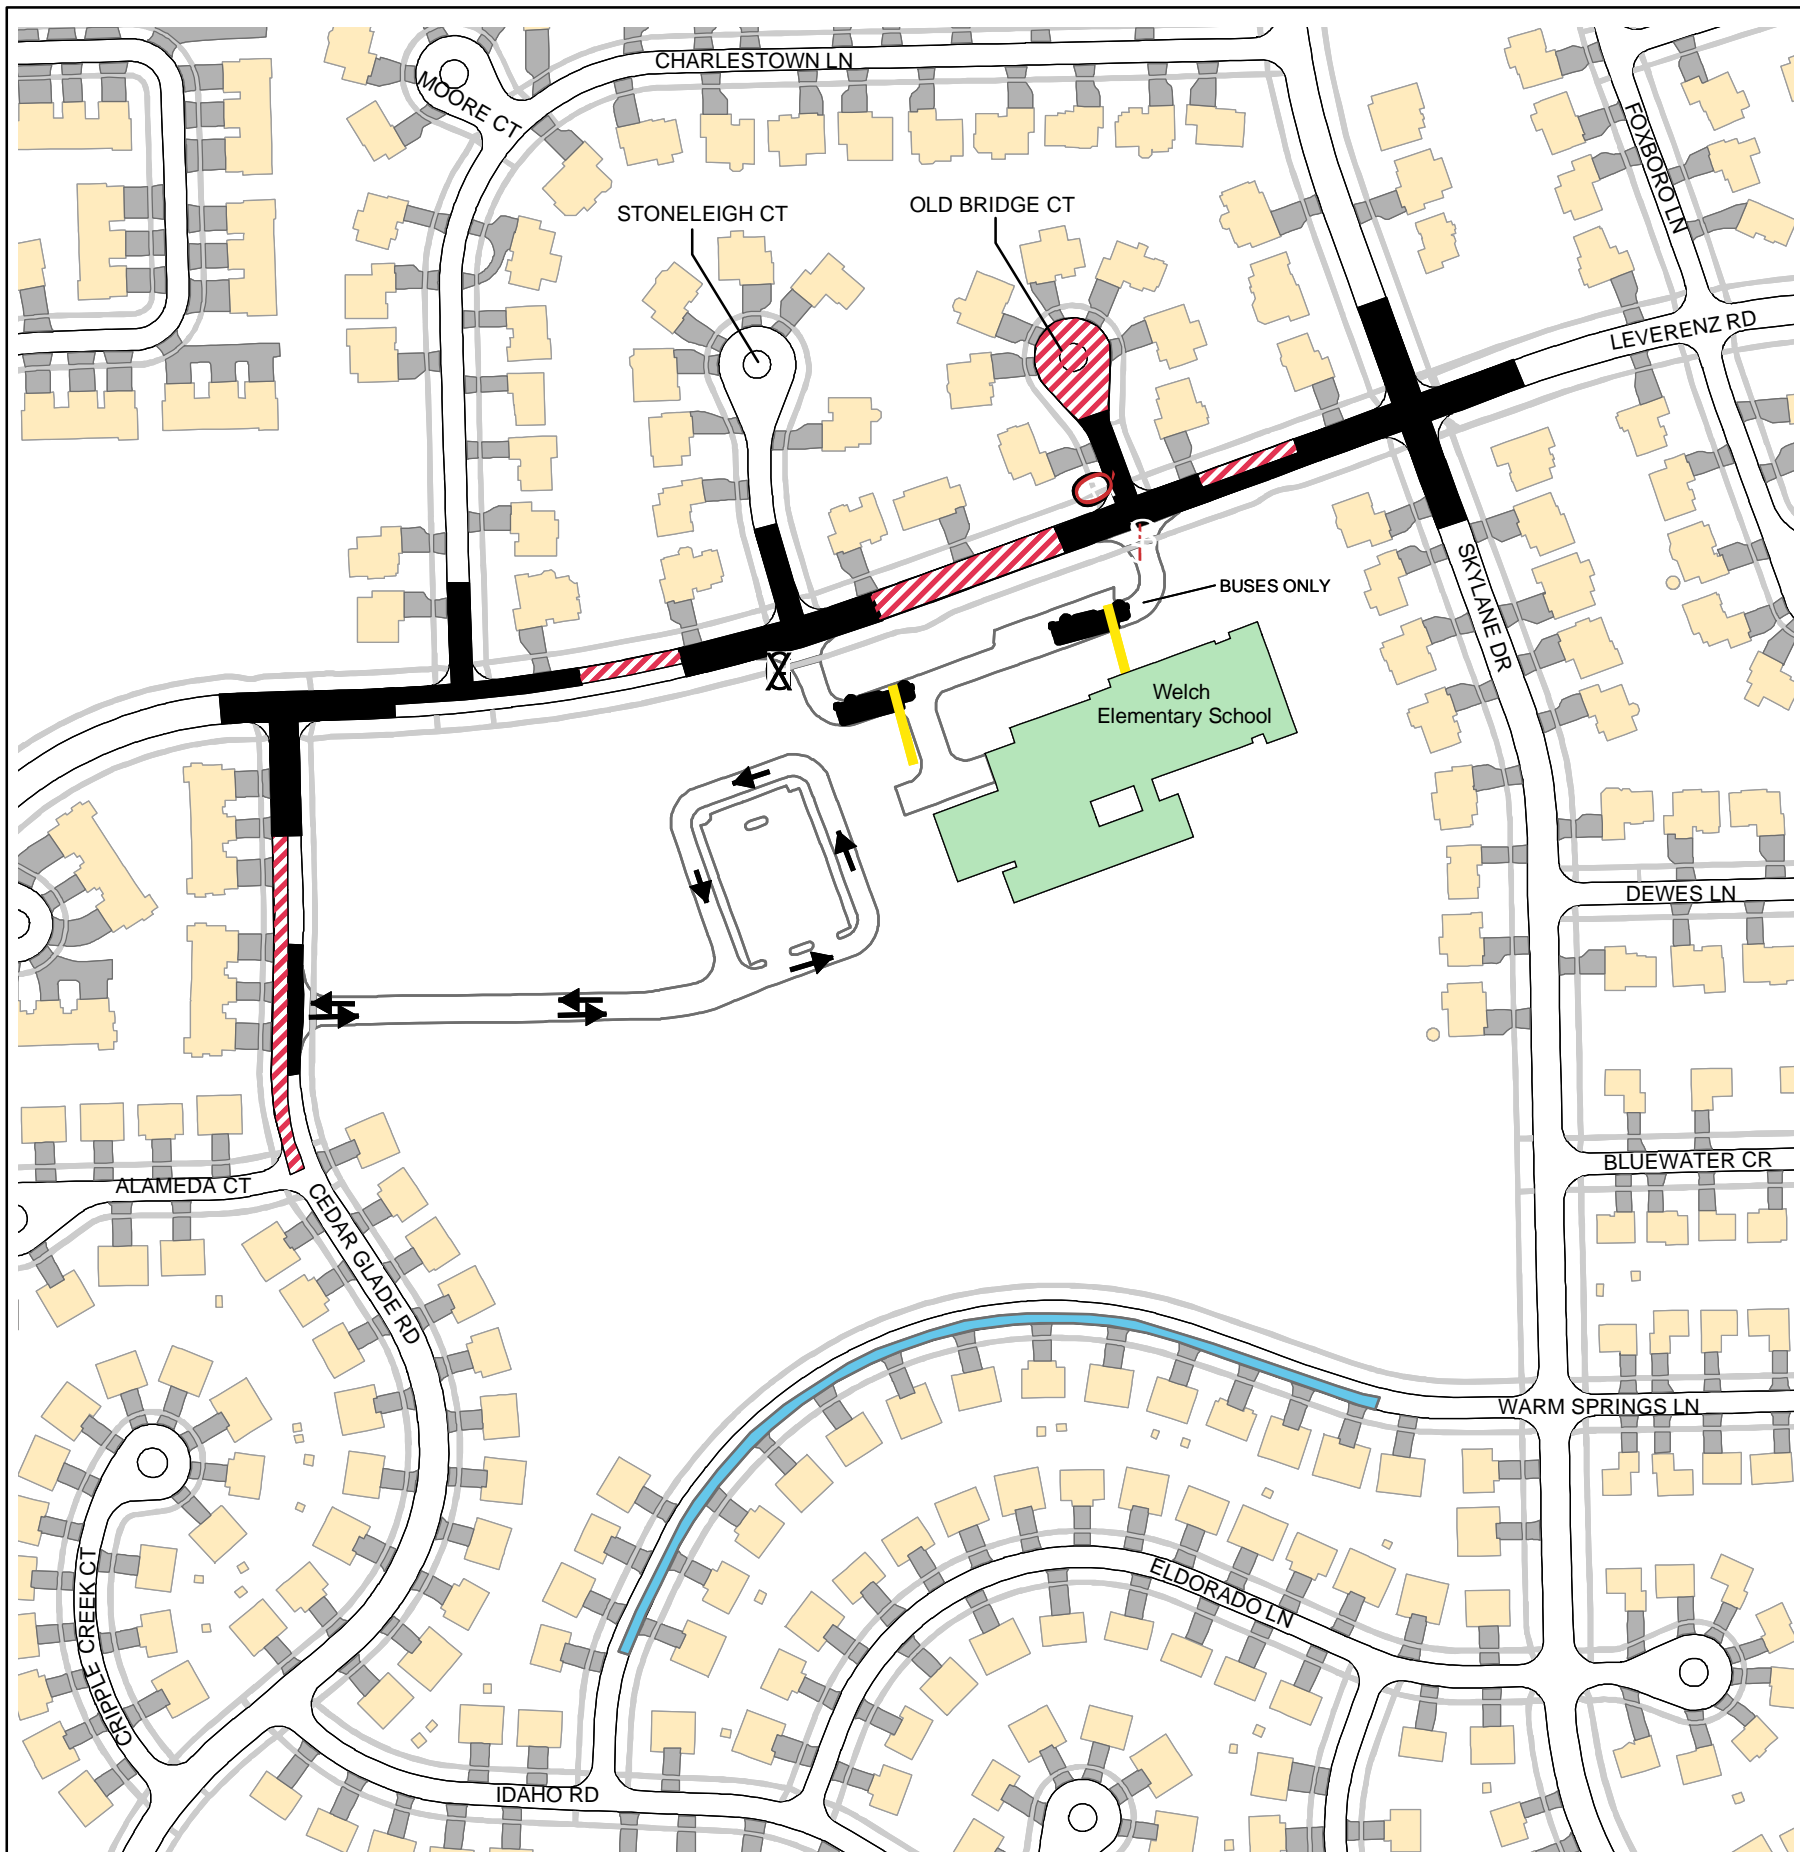 CHARLESTOWN LN
MOORE CT
FOXBORO LN
STONELEIGH CT
OLD BRIDGE CT
LEVERENZ RD
BUSES ONLY
SKYLANE DR
Welch
Elementary School
DEWES LN
BLUEWATER CR
ALAMEDA CT
CEDAR GLADE RD
WARM SPRINGS LN
ELDORADO LN
CRIPPLE CREEK CT
IDAHO RD